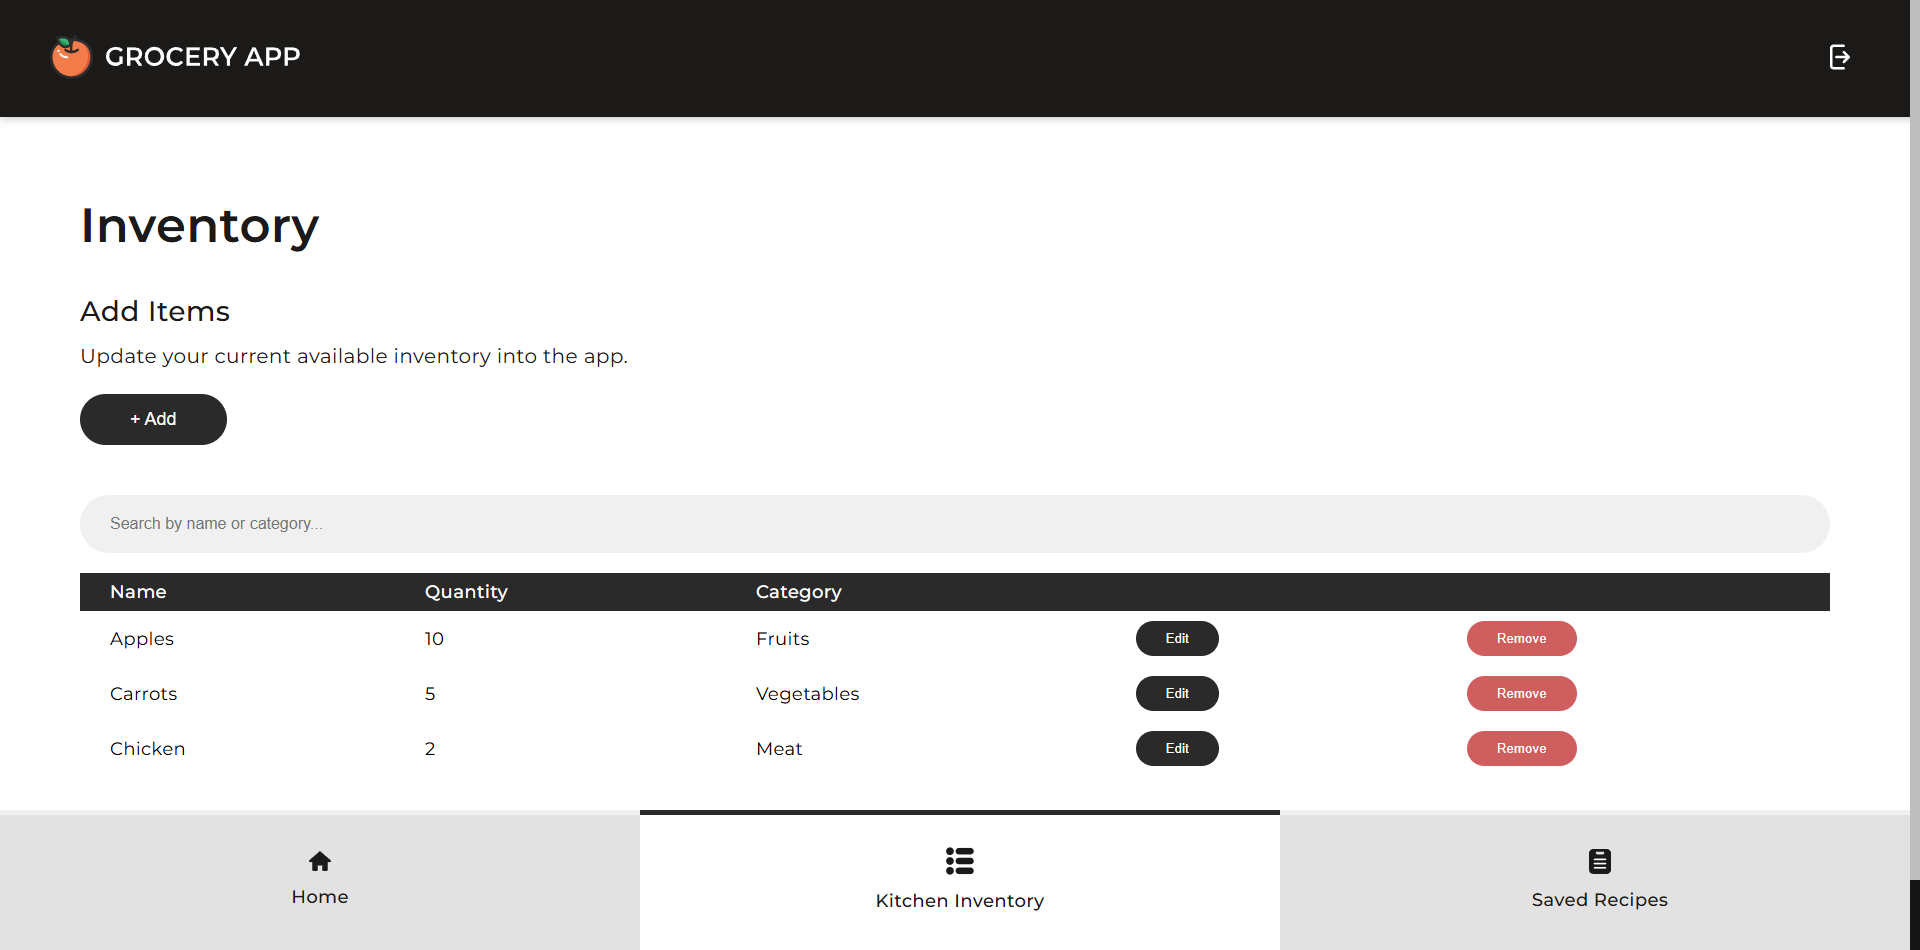 GROCERY APP
Inventory
Add Items
Update your current available inventory into the app.
+ Add
Search by name or category...
Name Quantity Category
Apples 10 Fruits Edit Remove
Carrots 5 Vegetables Edit Remove
Chicken 2 Meat Edit Remove
Home Kitchen Inventory Saved Recipes